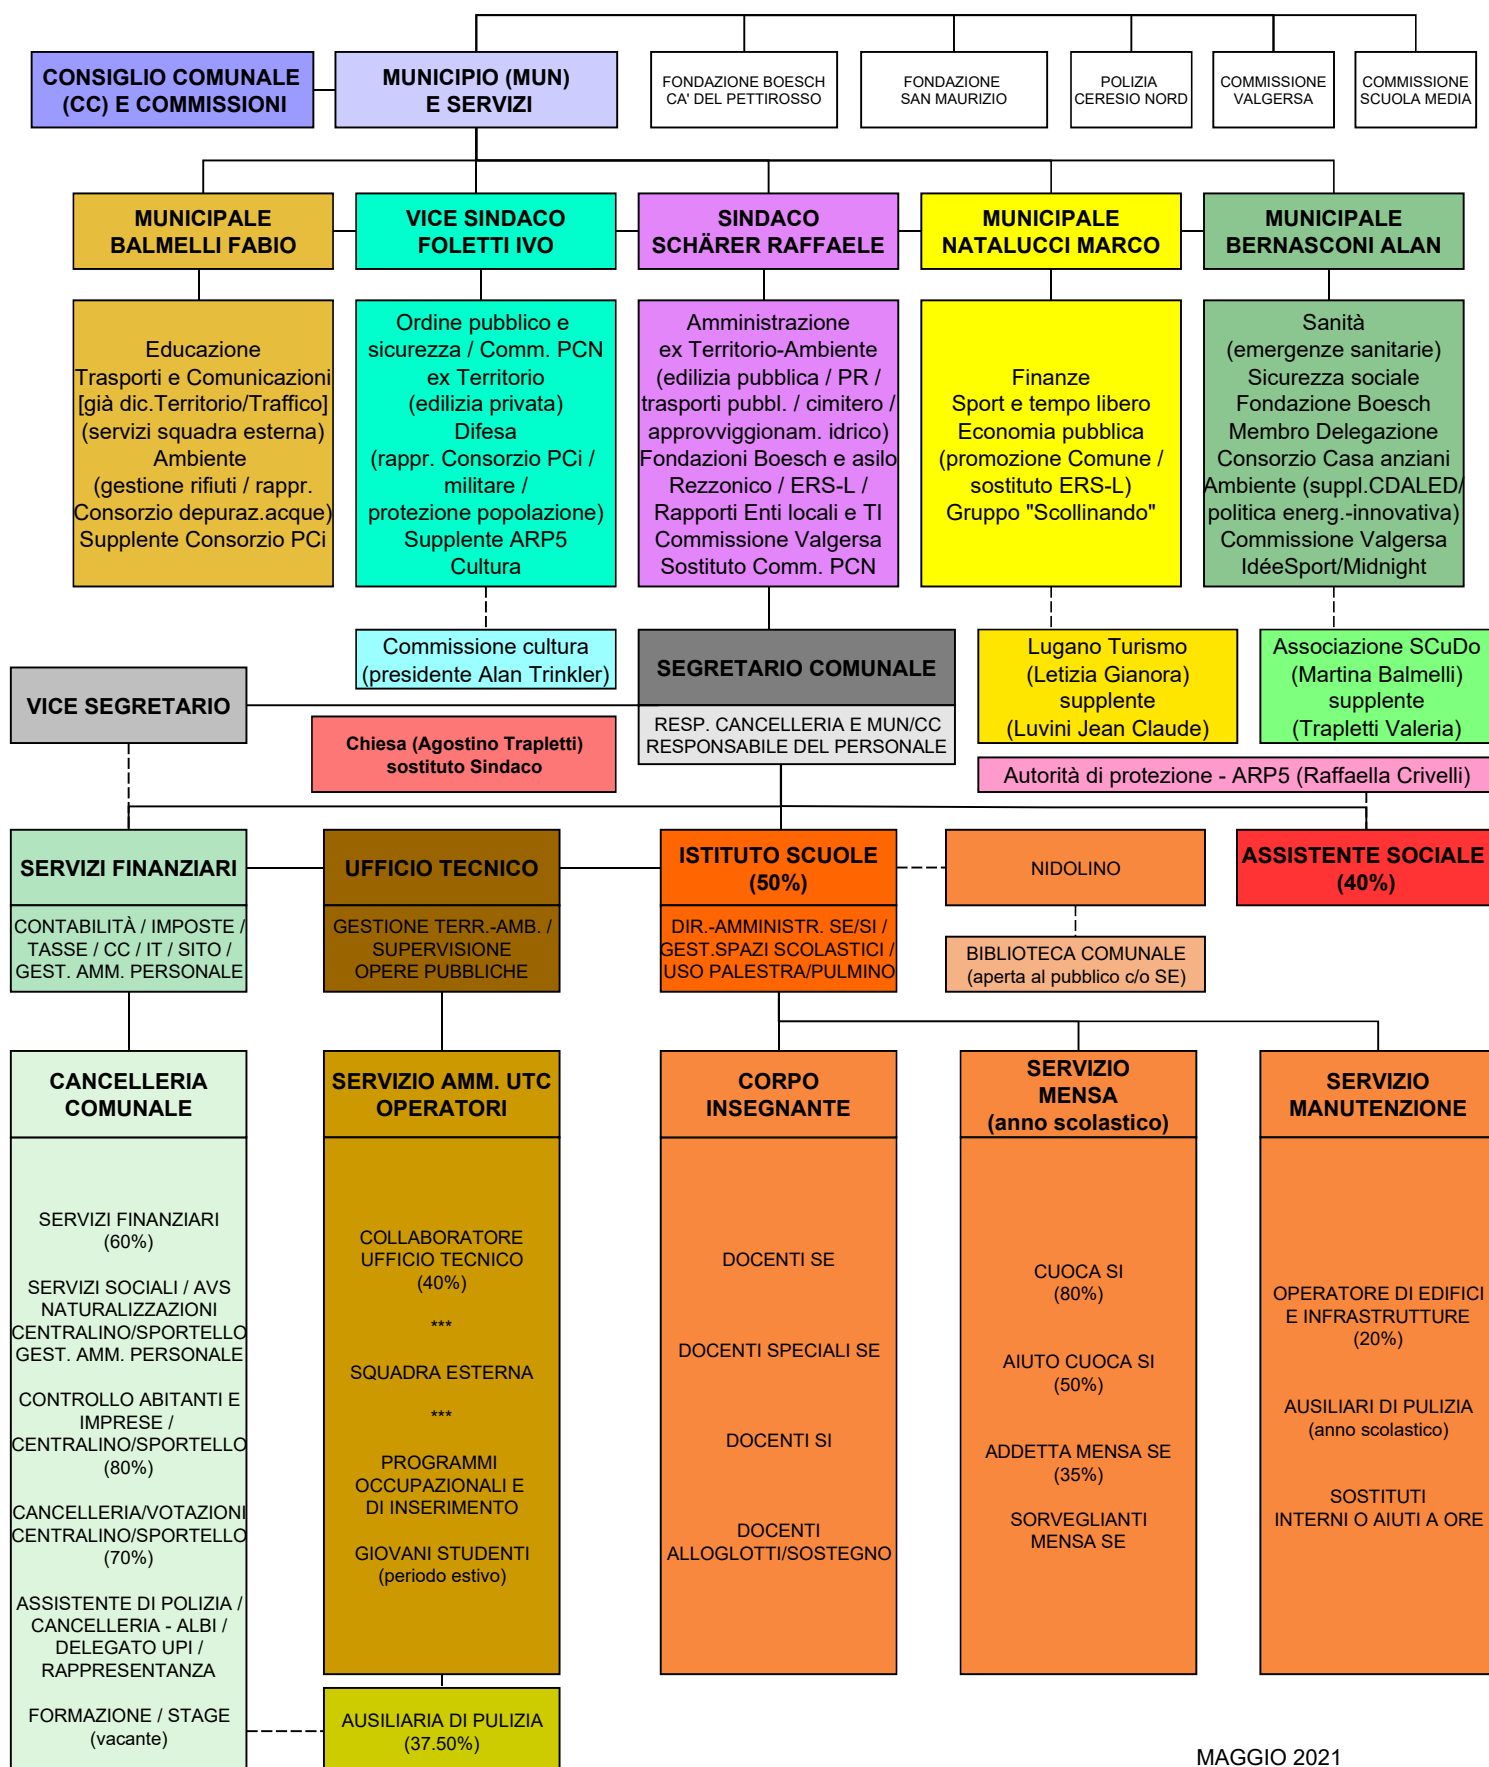 CONSIGLIO COMUNALE
(CC) E COMMISSIONI
MUNICIPIO (MUN)
E SERVIZI
FONDAZIONE BOESCH
CA' DEL PETTIROSSO
FONDAZIONE
SAN MAURIZIO
POLIZIA
CERESIO NORD
COMMISSIONE
VALGERSA
COMMISSIONE
SCUOLA MEDIA
MUNICIPALE
BALMELLI FABIO
VICE SINDACO
FOLETTI IVO
SINDACO
SCHÄRER RAFFAELE
MUNICIPALE
NATALUCCI MARCO
MUNICIPALE
BERNASCONI ALAN
Educazione
Trasporti e Comunicazioni
[già dic.Territorio/Traffico]
(servizi squadra esterna)
Ambiente
(gestione rifiuti / rappr.
Consorzio depuraz.acque)
Supplente Consorzio PCi
Ordine pubblico e
sicurezza / Comm. PCN
ex Territorio
(edilizia privata)
Difesa
(rappr. Consorzio PCi /
militare /
protezione popolazione)
Supplente ARP5
Cultura
Amministrazione
ex Territorio-Ambiente
(edilizia pubblica / PR /
trasporti pubbl. / cimitero /
approvviggionam. idrico)
Fondazioni Boesch e asilo
Rezzonico / ERS-L /
Rapporti Enti locali e TI
Commissione Valgersa
Sostituto Comm. PCN
Finanze
Sport e tempo libero
Economia pubblica
(promozione Comune /
sostituto ERS-L)
Gruppo "Scollinando"
Sanità
(emergenze sanitarie)
Sicurezza sociale
Fondazione Boesch
Membro Delegazione
Consorzio Casa anziani
Ambiente (suppl.CDALED/
politica energ.-innovativa)
Commissione Valgersa
IdéeSport/Midnight
Commissione cultura
(presidente Alan Trinkler)
SEGRETARIO COMUNALE
RESP. CANCELLERIA E MUN/CC
RESPONSABILE DEL PERSONALE
Lugano Turismo
(Letizia Gianora)
supplente
(Luvini Jean Claude)
Associazione SCuDo
(Martina Balmelli)
supplente
(Trapletti Valeria)
VICE SEGRETARIO
Chiesa (Agostino Trapletti)
sostituto Sindaco
Autorità di protezione - ARP5 (Raffaella Crivelli)
SERVIZI FINANZIARI
CONTABILITÀ / IMPOSTE /
TASSE / CC / IT / SITO /
GEST. AMM. PERSONALE
UFFICIO TECNICO
GESTIONE TERR.-AMB. /
SUPERVISIONE
OPERE PUBBLICHE
ISTITUTO SCUOLE
(50%)
DIR.-AMMINISTR. SE/SI /
GEST.SPAZI SCOLASTICI /
USO PALESTRA/PULMINO
NIDOLINO
BIBLIOTECA COMUNALE
(aperta al pubblico c/o SE)
ASSISTENTE SOCIALE
(40%)
CANCELLERIA
COMUNALE
SERVIZI FINANZIARI
(60%)
SERVIZI SOCIALI / AVS
NATURALIZZAZIONI
CENTRALINO/SPORTELLO
GEST. AMM. PERSONALE
CONTROLLO ABITANTI E
IMPRESE /
CENTRALINO/SPORTELLO
(80%)
CANCELLERIA/VOTAZIONI
CENTRALINO/SPORTELLO
(70%)
ASSISTENTE DI POLIZIA /
CANCELLERIA - ALBI /
DELEGATO UPI /
RAPPRESENTANZA
FORMAZIONE / STAGE
(vacante)
SERVIZIO AMM. UTC
OPERATORI
COLLABORATORE
UFFICIO TECNICO
(40%)
***
SQUADRA ESTERNA
***
PROGRAMMI
OCCUPAZIONALI E
DI INSERIMENTO
GIOVANI STUDENTI
(periodo estivo)
AUSILIARIA DI PULIZIA
(37.50%)
CORPO
INSEGNANTE
DOCENTI SE
DOCENTI SPECIALI SE
DOCENTI SI
DOCENTI
ALLOGLOTTI/SOSTEGNO
SERVIZIO
MENSA
(anno scolastico)
CUOCA SI
(80%)
AIUTO CUOCA SI
(50%)
ADDETTA MENSA SE
(35%)
SORVEGLIANTI
MENSA SE
SERVIZIO
MANUTENZIONE
OPERATORE DI EDIFICI
E INFRASTRUTTURE
(20%)
AUSILIARI DI PULIZIA
(anno scolastico)
SOSTITUTI
INTERNI O AIUTI A ORE
MAGGIO 2021